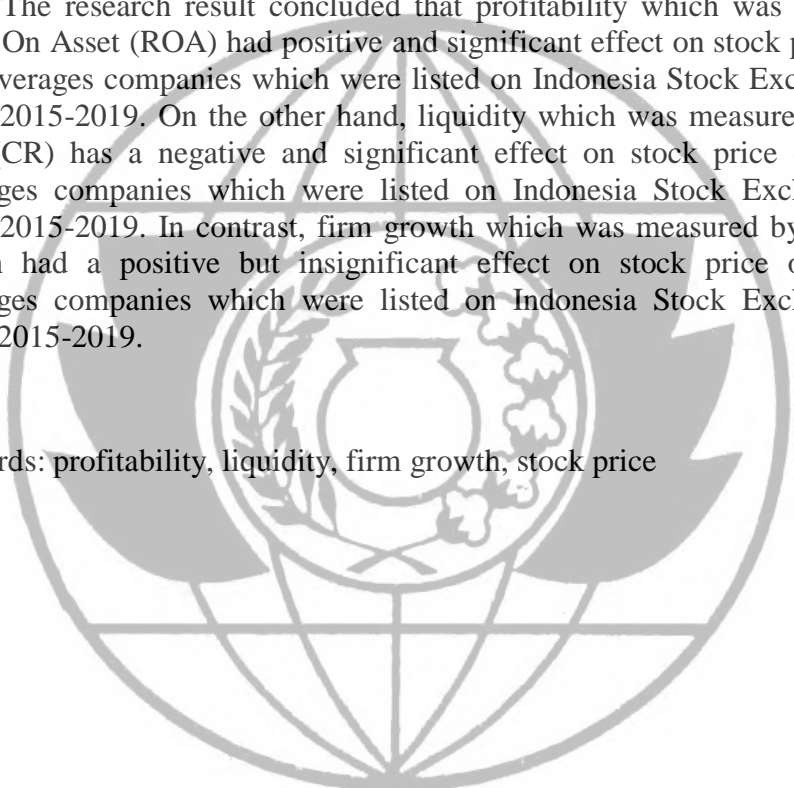 The research result concluded that profitability which was
On Asset (ROA) had positive and significant effect on stock p
verages companies which were listed on Indonesia Stock Exc
2015-2019. On the other hand, liquidity which was measure
(CR) has a negative and significant effect on stock price
ges companies which were listed on Indonesia Stock Exc
2015-2019. In contrast, firm growth which was measured by
had a positive but insignificant effect on stock price o
ges companies which were listed on Indonesia Stock Exc
2015-2019.
rds: profitability, liquidity, firm growth, stock price